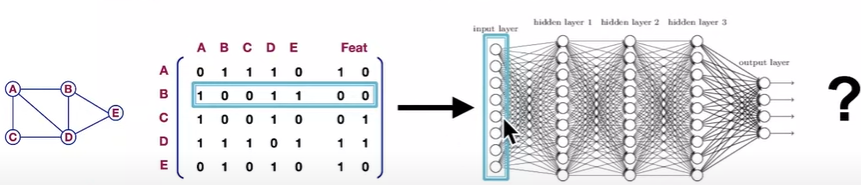 A B C D E Feat
A 0 1 1 1 0 1 0
B 1 0 0 1 1 0 0
C 1 0 0 1 0 0 1
D 1 1 1 0 1 1 1
E 0 1 0 1 0 1 0
A B
E
C D
input layer
hidden layer 1 hidden layer 2 hidden layer 3
output layer
?